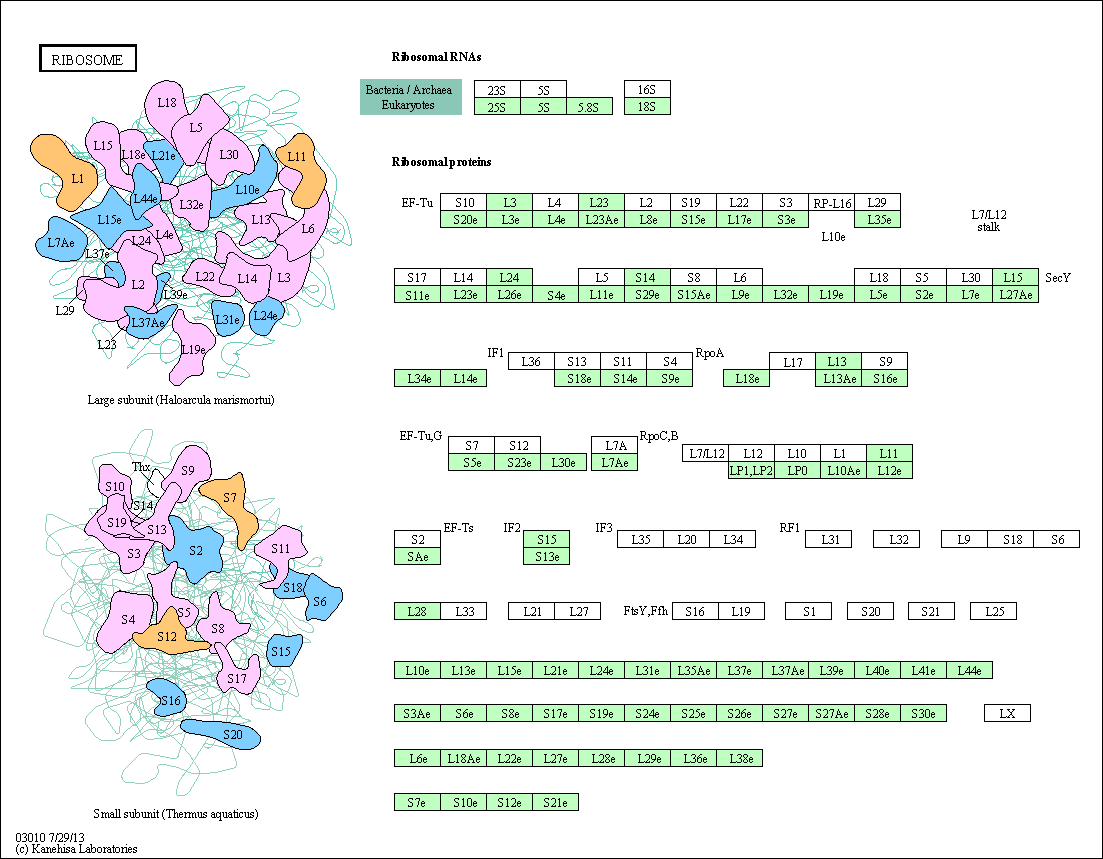 RIBOSOME
Ribosomal RNAs
Bacteria / Archaea 23S 5S 16S
Eukaryotes 25S 5S 5.8S 18S
Ribosomal proteins
EF-Tu S10 L3 L4 L23 L2 S19 L22 S3 RP-L16 L29
S20e L3e L4e L23Ae L8e S15e L17e S3e L35e
L10e
L7/L12
stalk
S17 L14 L24 L5 S14 S8 L6 L18 S5 L30 L15 SecY
S11e L23e L26e S4e L11e S29e S15Ae L9e L32e L19e L5e S2e L7e L27Ae
IF1 L36 S13 S11 S4 RpoA L17 L13 S9
L34e L14e S18e S14e S9e L18e L13Ae S16e
EF-Tu,G S7 S12 L7A RpoC,B L7/L12 L12 L10 L1 L11
S5e S23e L30e L7Ae LP1,LP2 LP0 L10Ae L12e
S2 EF-Ts IF2 S15 IF3 L35 L20 L34 RF1 L31 L32 L9 S18 S6
SAe S13e
L28 L33 L21 L27 FtsY,Ffh S16 L19 S1 S20 S21 L25
L10e L13e L15e L21e L24e L31e L35Ae L37e L37Ae L39e L40e L41e L44e
S3Ae S6e S8e S17e S19e S24e S25e S26e S27e S27Ae S28e S30e LX
L6e L18Ae L22e L27e L28e L29e L36e L38e
S7e S10e S12e S21e
L18
L5
L15
L18e
L21e
L30
L11
L1
L44e
L10e
L32e
L15e
L13
L6
L7Ae
L24
L4e
L37e
L2
L22
L14
L3
L39e
L29
L37Ae
L31e
L24e
L23
L19e
Large subunit (Haloarcula marismortui)
Thx
S9
S10
S7
S14
S19
S13
S3
S2
S11
S18
S6
S4
S5
S8
S12
S15
S17
S16
S20
Small subunit (Thermus aquaticus)
03010 7/29/13
(c) Kanehisa Laboratories